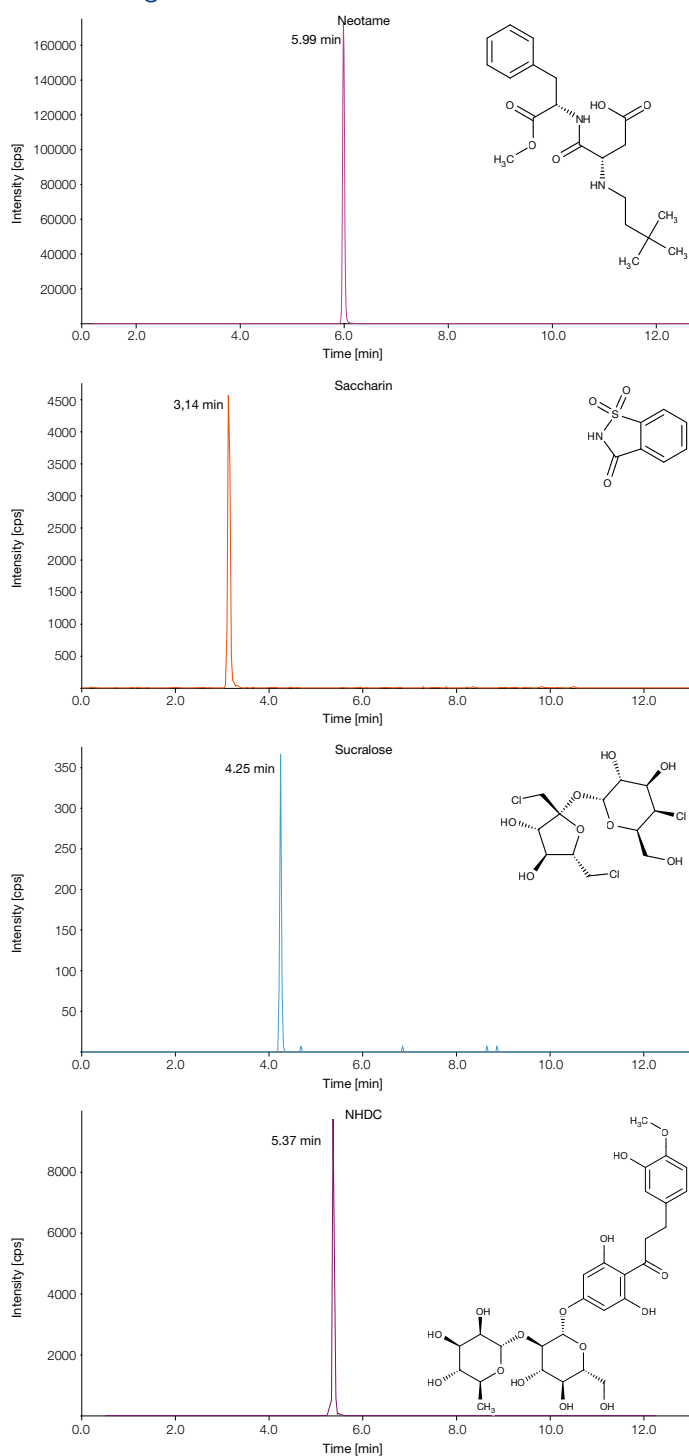 Neotame
5.99 min
Intensity [cps]
160000
140000
120000
100000
80000
60000
40000
20000
0.0 2.0 4.0 6.0 8.0 10.0 12.0
Time [min]
O
O
CH₃
H₃C
NH
O
HO
O
HN
CH₃
CH₃
H₃C
Saccharin
3,14 min
Intensity [cps]
4500
4000
3500
3000
2500
2000
1500
1000
500
0.0 2.0 4.0 6.0 8.0 10.0 12.0
Time [min]
O
O
S
HN
O
Sucralose
4.25 min
Intensity [cps]
350
300
250
200
150
100
50
0.0 2.0 4.0 6.0 8.0 10.0 12.0
Time [min]
HO
OH
Cl
O
O
Cl
HO
O
OH
HO
Cl
NHDC
5.37 min
Intensity [cps]
8000
6000
4000
2000
0.0 2.0 4.0 6.0 8.0 10.0 12.0
Time [min]
H₃C
O
HO
OH
O
OH
O
OH
HO
O
O
HO
O
HO
OH
OH
CH₃